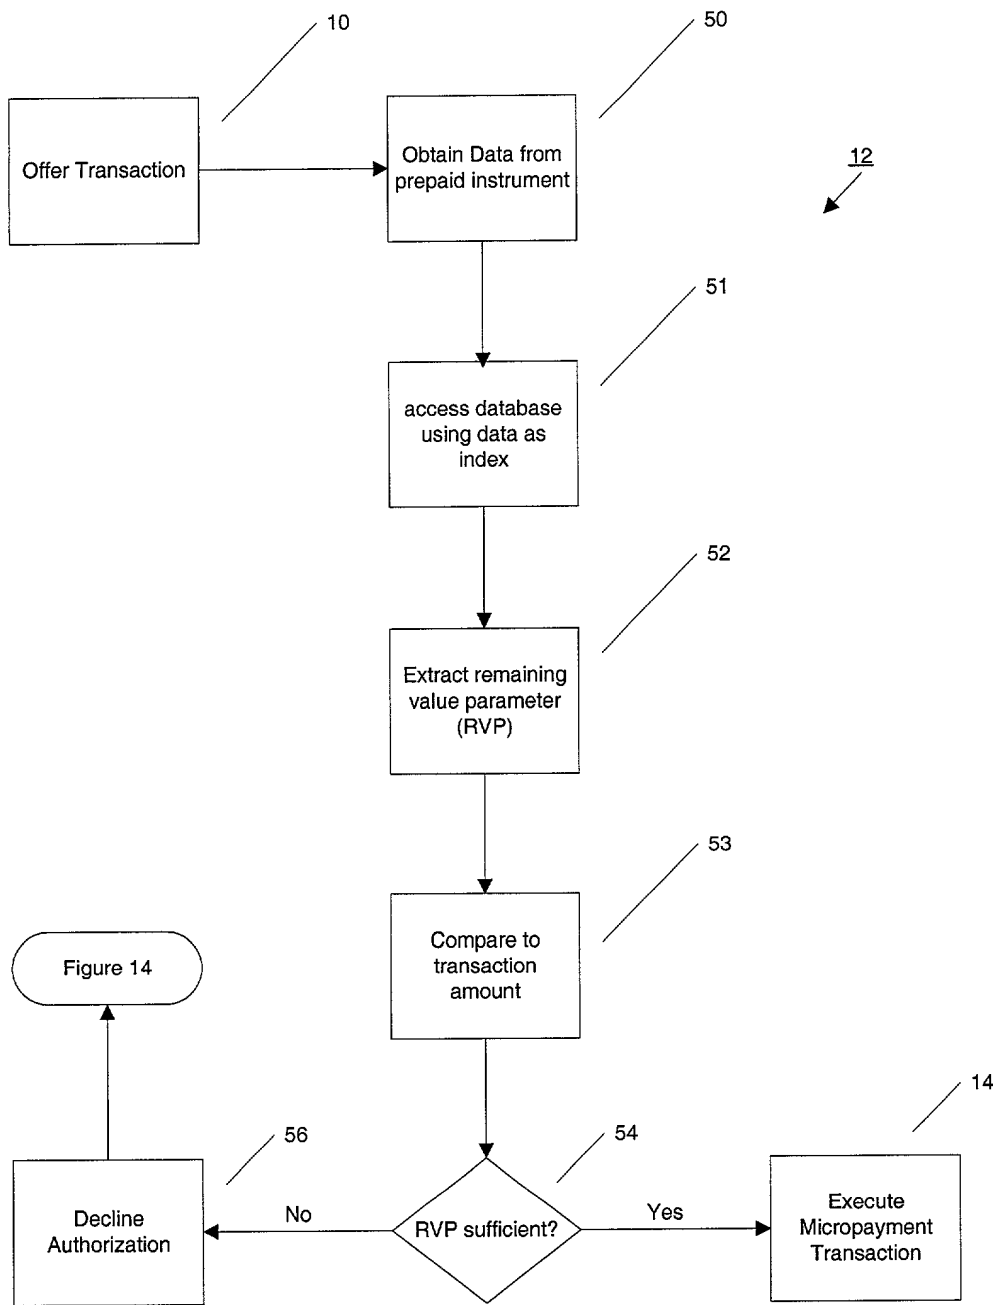 10
50
Offer Transaction
Obtain Data from
prepaid instrument
12
51
access database
using data as
index
52
Extract remaining
value parameter
(RVP)
53
Compare to
transaction
amount
Figure 14
14
56
54
Decline
Authorization
No
RVP sufficient?
Yes
Execute
Micropayment
Transaction